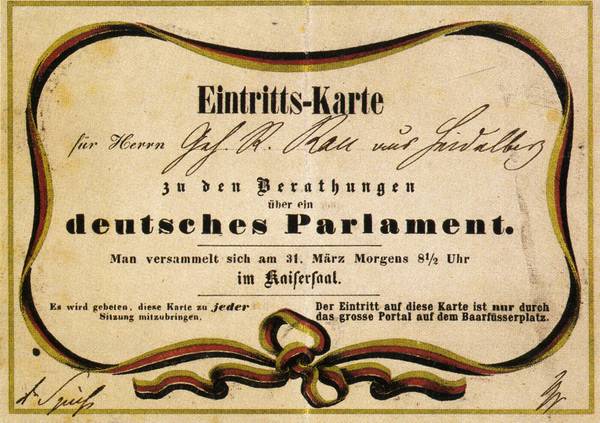 Eintritts-Karte
für Herrn Geh. R. Rau aus Heidelberg
zu den Berathungen
über ein
deutsches Parlament.
Man versammelt sich am 31. März Morgens 8½ Uhr
im Kaisersaal.
Es wird gebeten, diese Karte zu jeder
Sitzung mitzubringen.
Der Eintritt auf diese Karte ist nur durch
das grosse Portal auf dem Baarfüsserplatz.